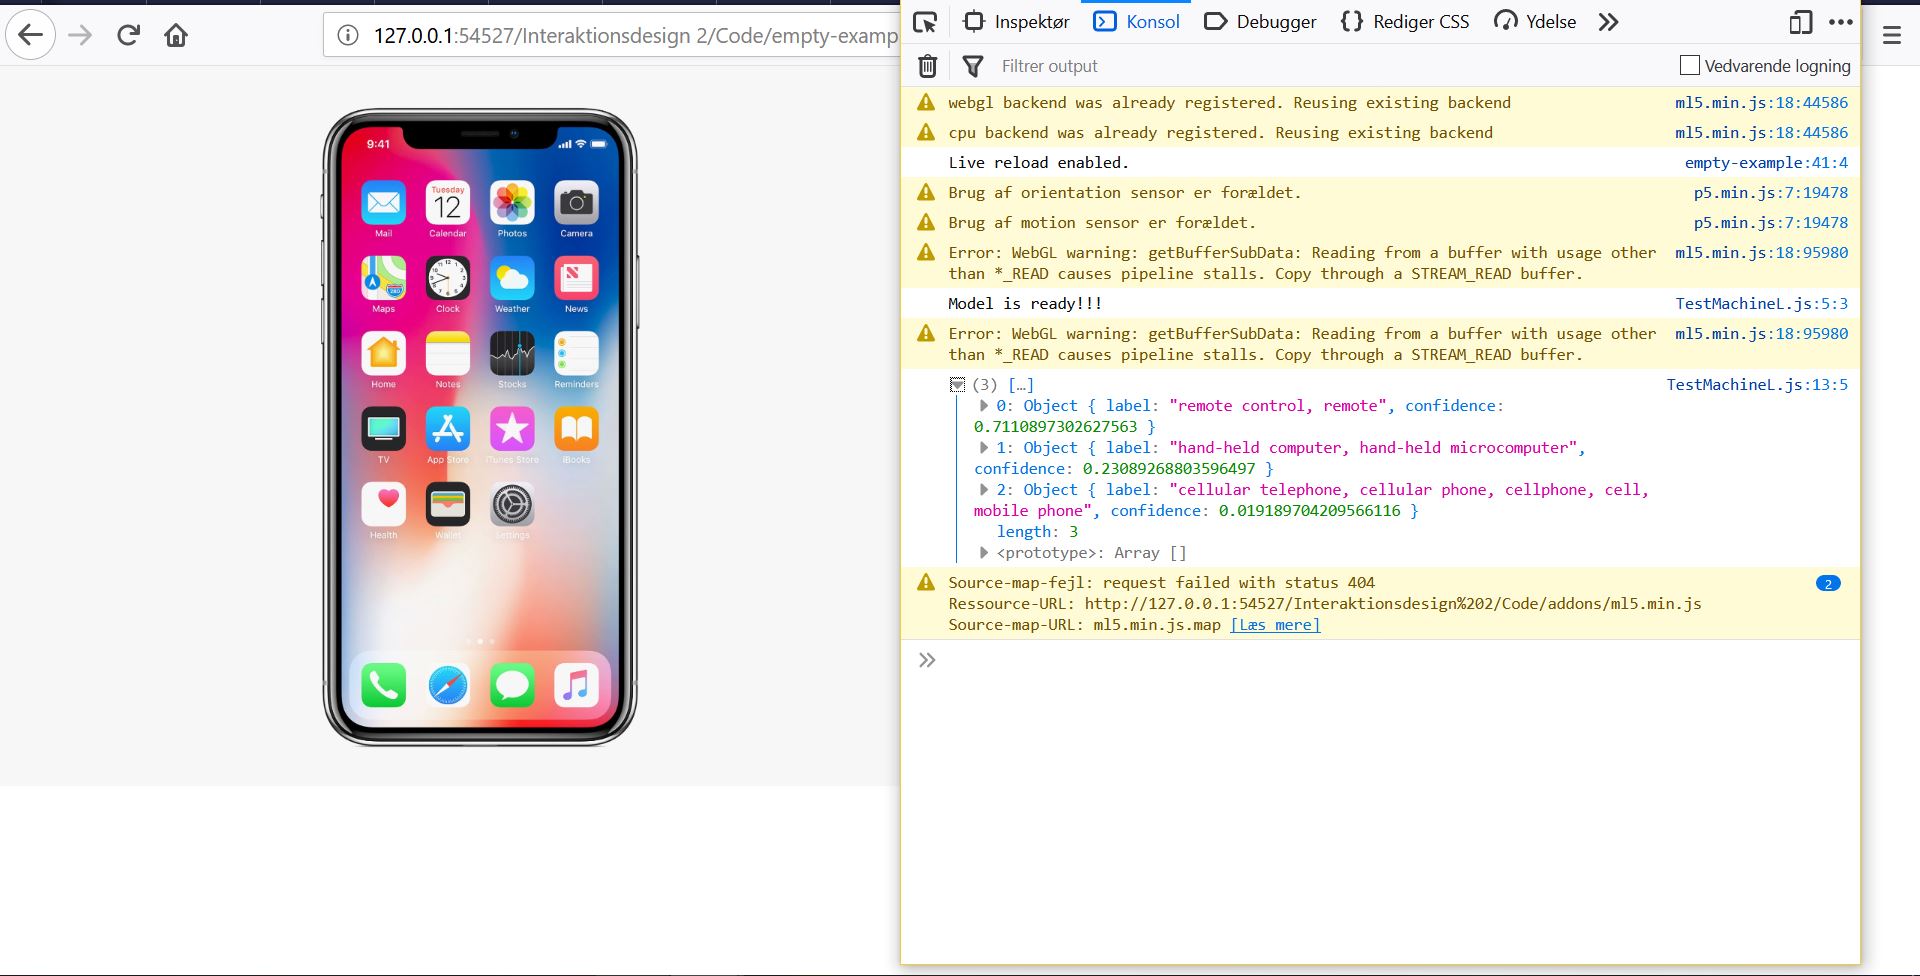 127.0.0.1:54527/Interaktionsdesign 2/Code/empty-examp
Inspektør
Konsol
Debugger
Rediger CSS
Ydelse
Filtrer output
Vedvarende logning
9:41
Tuesday
12
Mail
Calendar
Photos
Camera
Maps
Clock
Weather
News
Home
Notes
Stocks
Reminders
TV
App Store
iTunes Store
iBooks
Health
Wallet
Settings
webgl backend was already registered. Reusing existing backend ml5.min.js:18:44586
cpu backend was already registered. Reusing existing backend ml5.min.js:18:44586
Live reload enabled. empty-example:41:4
Brug af orientation sensor er forældet. p5.min.js:7:19478
Brug af motion sensor er forældet. p5.min.js:7:19478
Error: WebGL warning: getBufferSubData: Reading from a buffer with usage other ml5.min.js:18:95980
than *_READ causes pipeline stalls. Copy through a STREAM_READ buffer.
Model is ready!!! TestMachineL.js:5:3
Error: WebGL warning: getBufferSubData: Reading from a buffer with usage other ml5.min.js:18:95980
than *_READ causes pipeline stalls. Copy through a STREAM_READ buffer.
(3) […] TestMachineL.js:13:5
0: Object { label: "remote control, remote", confidence:
0.7110897302627563 }
1: Object { label: "hand-held computer, hand-held microcomputer",
confidence: 0.23089268803596497 }
2: Object { label: "cellular telephone, cellular phone, cellphone, cell,
mobile phone", confidence: 0.019189704209566116 }
length: 3
<prototype>: Array []
Source-map-fejl: request failed with status 404 2
Ressource-URL: http://127.0.0.1:54527/Interaktionsdesign%202/Code/addons/ml5.min.js
Source-map-URL: ml5.min.js.map [Læs mere]